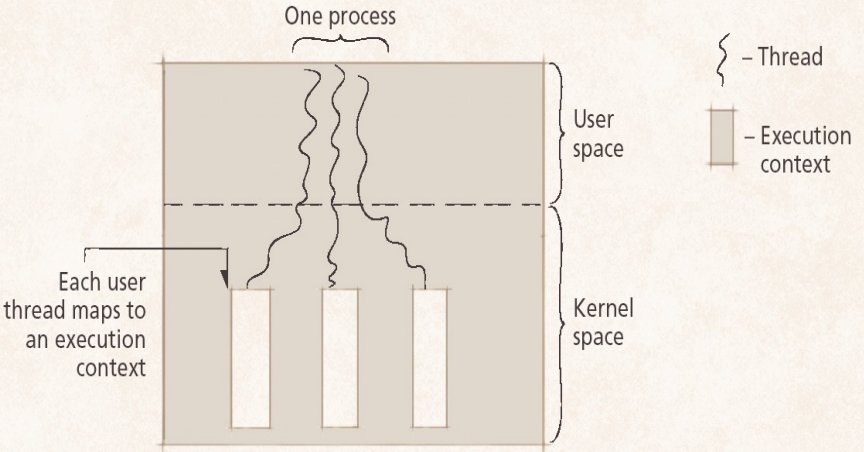 One process
– Thread
User
space
– Execution
context
Each user
thread maps to
an execution
context
Kernel
space